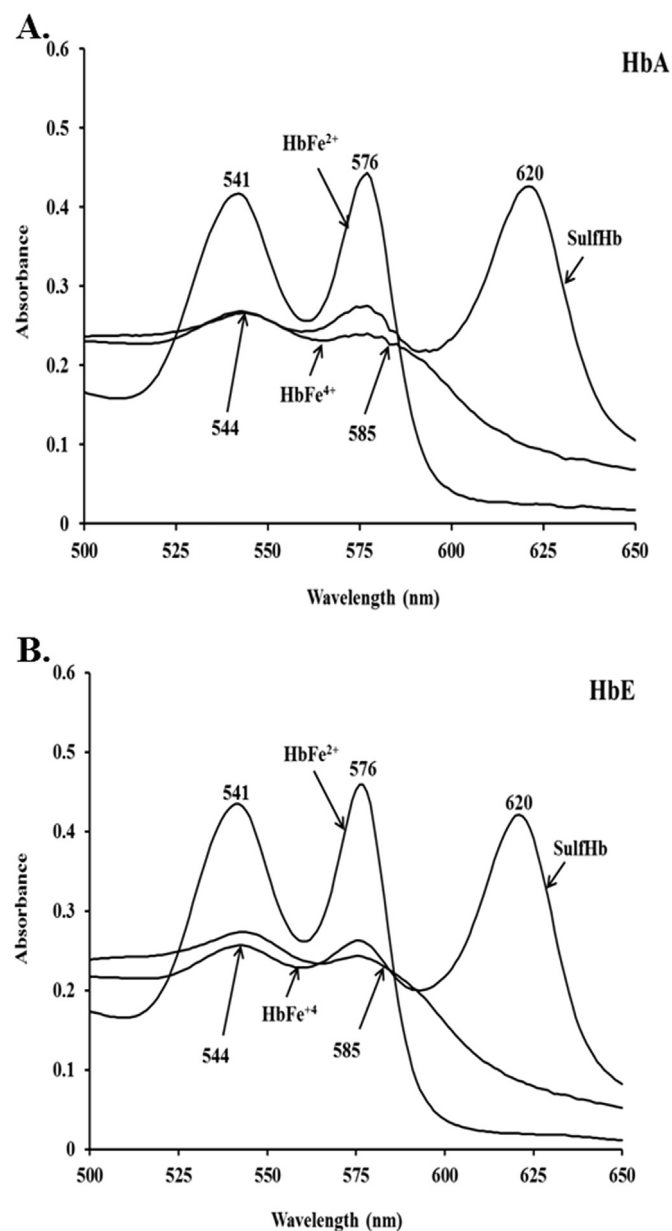 A.
HbA
0.6
0.5
0.4
0.3
0.2
0.1
0
Absorbance
HbFe²⁺
541
576
620
SulfHb
HbFe⁴⁺
544
585
500 525 550 575 600 625 650
Wavelength (nm)
B.
HbE
0.6
0.5
0.4
0.3
0.2
0.1
0
Absorbance
HbFe²⁺
541
576
620
SulfHb
HbFe⁺⁴
544
585
500 525 550 575 600 625 650
Wavelength (nm)